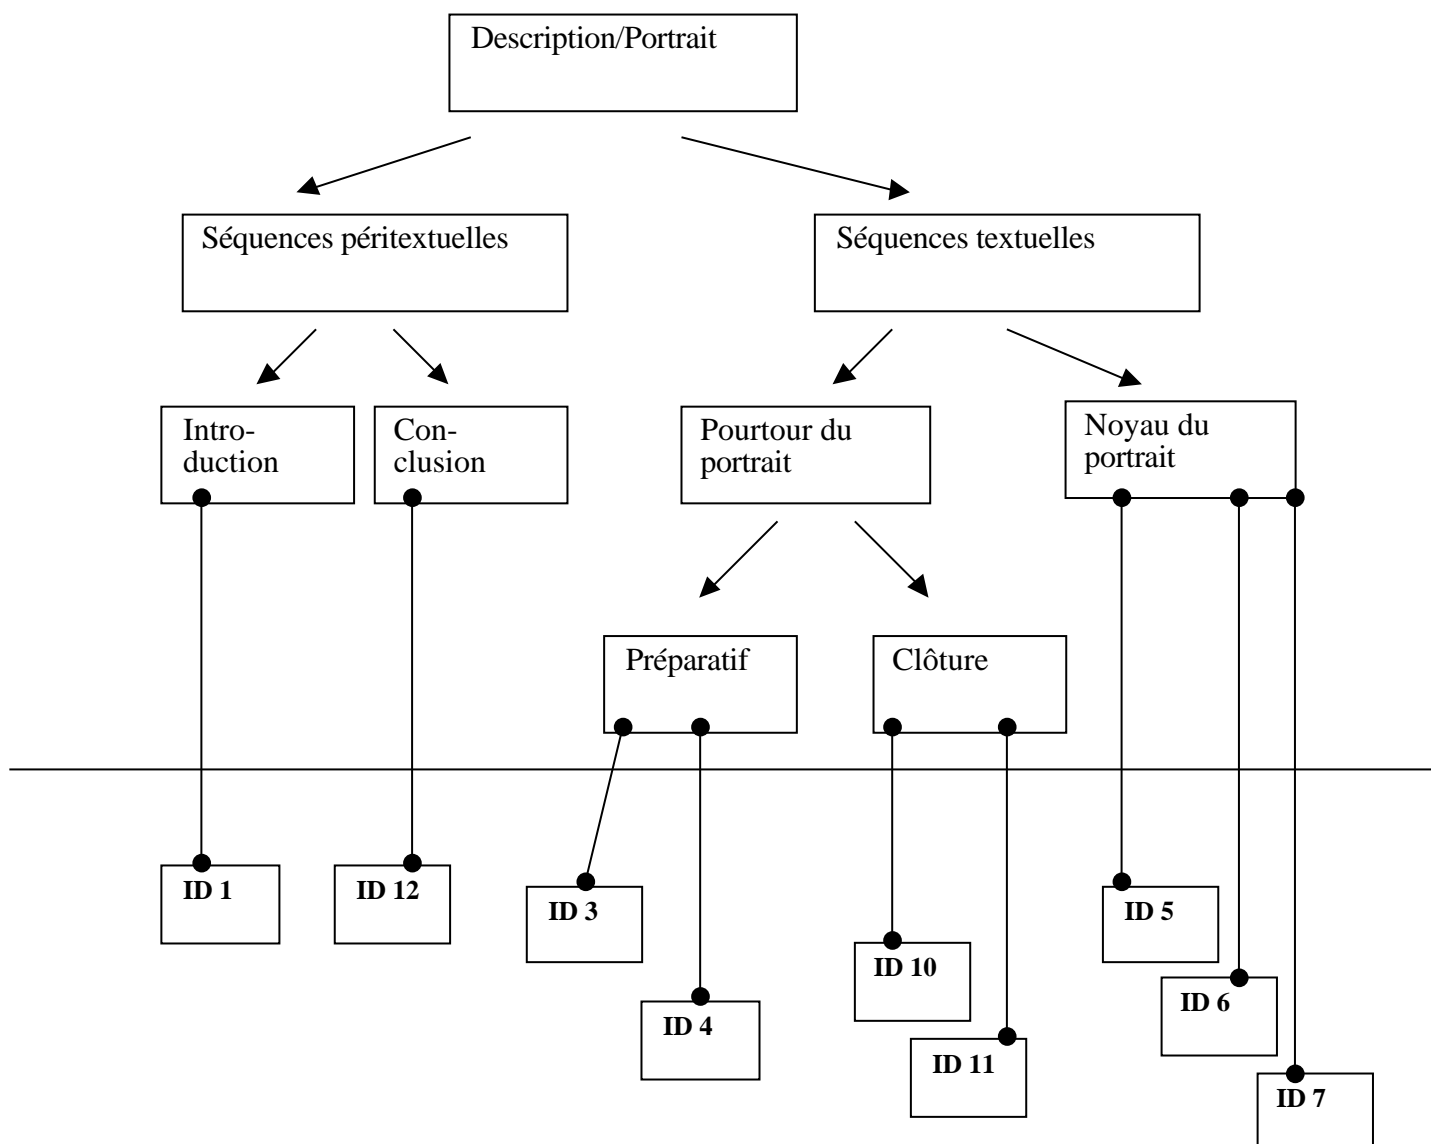 Description/Portrait
Séquences péritextuelles
Séquences textuelles
Intro-
duction
Con-
clusion
Pourtour du
portrait
Noyau du
portrait
Préparatif
Clôture
ID 1
ID 12
ID 3
ID 4
ID 10
ID 11
ID 5
ID 6
ID 7